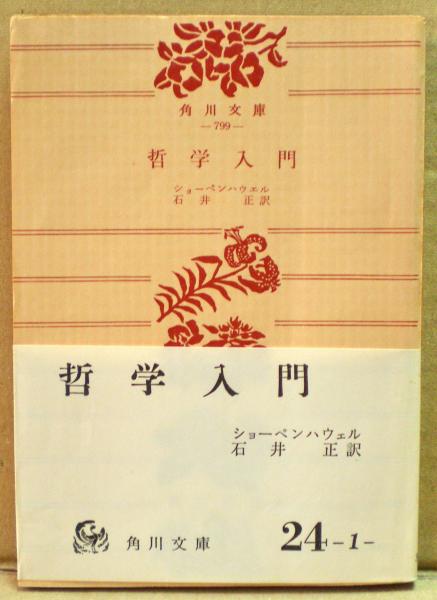 角川文庫
—799—
哲学入門
ショーペンハウエル
石井 正訳
哲学入門
ショーペンハウェル
石井 正訳
角川文庫
24-1-